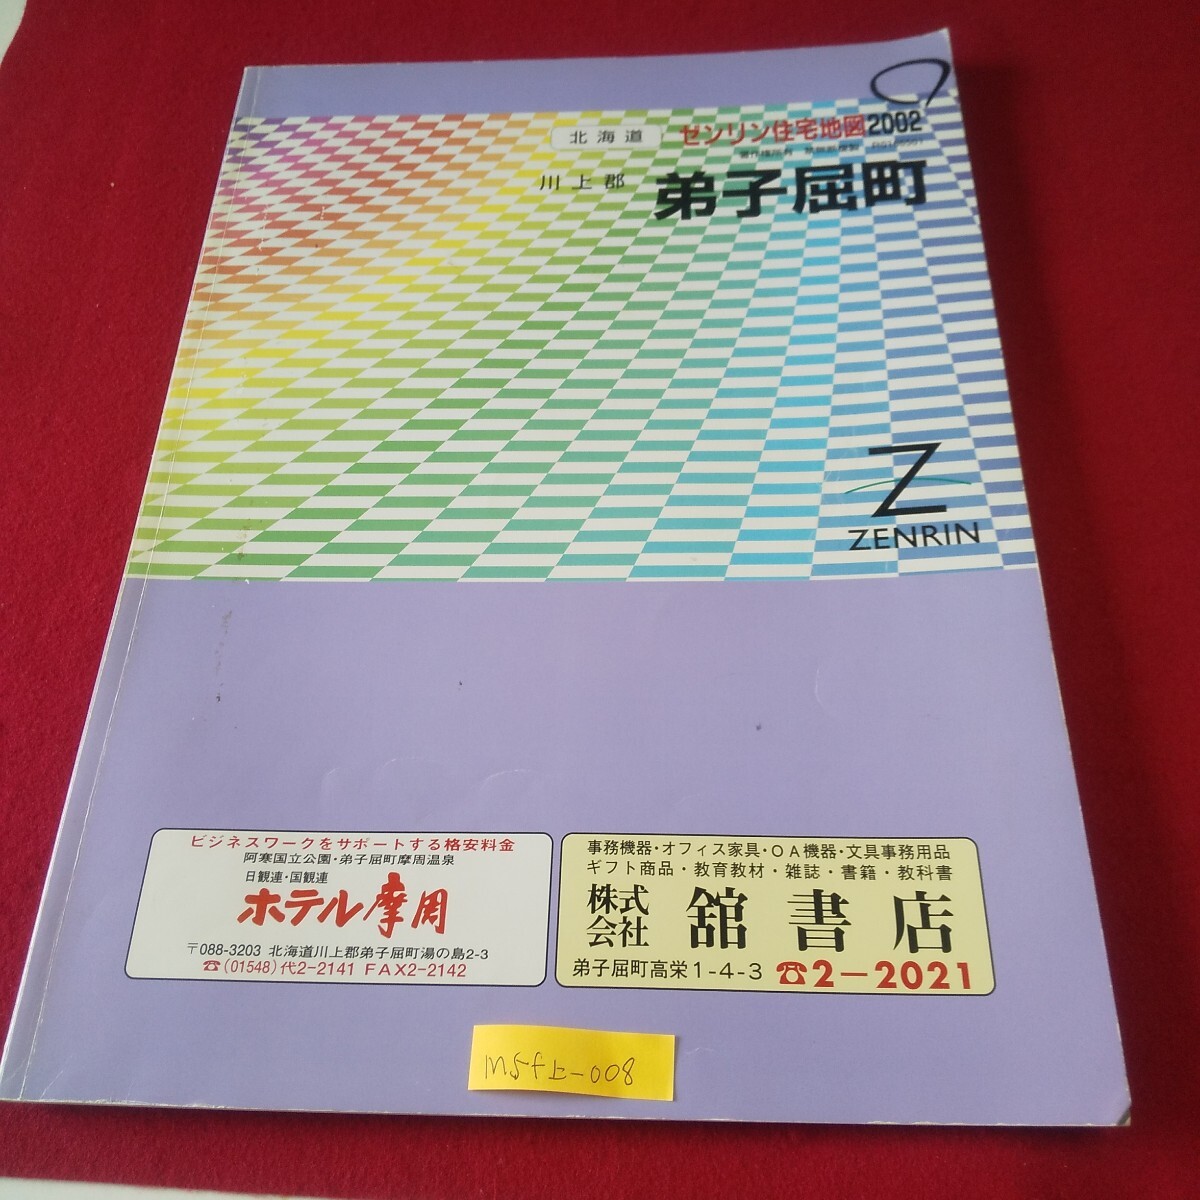 北海道
ゼンリン住宅地図2002
著作権所有
川上郡
弟子屈町
Z
ZENRIN
ビジネスワークをサポートする格安料金
阿寒国立公園・弟子屈町摩周温泉
日観連・国観連
ホテル摩周
〒088-3203 北海道川上郡弟子屈町湯の島2-3
☎(01548)代2-2141 FAX2-2142
事務機器・オフィス家具・OA機器・文具事務用品
ギフト商品・教育教材・雑誌・書籍・教科書
株式会社 舘書店
弟子屈町高栄1-4-3 ☎2-2021
M5f上-008